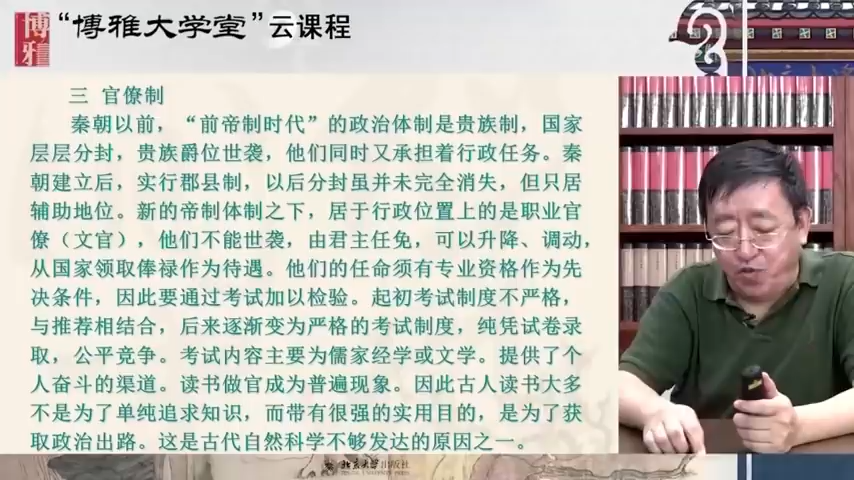 博雅
“博雅大学堂”云课程
三 官僚制
秦朝以前，“前帝制时代”的政治体制是贵族制，国家
层层分封，贵族爵位世袭，他们同时又承担着行政任务。秦
朝建立后，实行郡县制，以后分封虽并未完全消失，但只居
辅助地位。新的帝制体制之下，居于行政位置上的是职业官
僚（文官），他们不能世袭，由君主任免，可以升降、调动，
从国家领取俸禄作为待遇。他们的任命须有专业资格作为先
决条件，因此要通过考试加以检验。起初考试制度不严格，
与推荐相结合，后来逐渐变为严格的考试制度，纯凭试卷录
取，公平竞争。考试内容主要为儒家经学或文学。提供了个
人奋斗的渠道。读书做官成为普遍现象。因此古人读书大多
不是为了单纯追求知识，而带有很强的实用目的，是为了获
取政治出路。这是古代自然科学不够发达的原因之一。
北京大学出版社